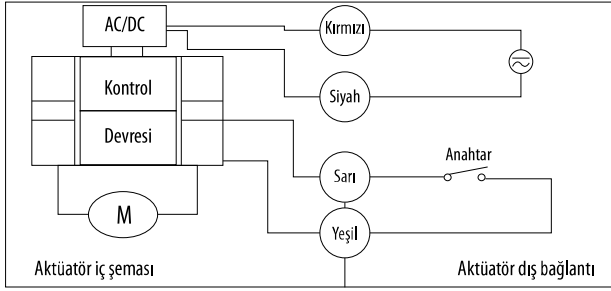 AC/DC
Kırmızı
Kontrol
Siyah
Devresi
Anahtar
Sarı
M
Yeşil
Aktüatör iç şeması
Aktüatör dış bağlantı